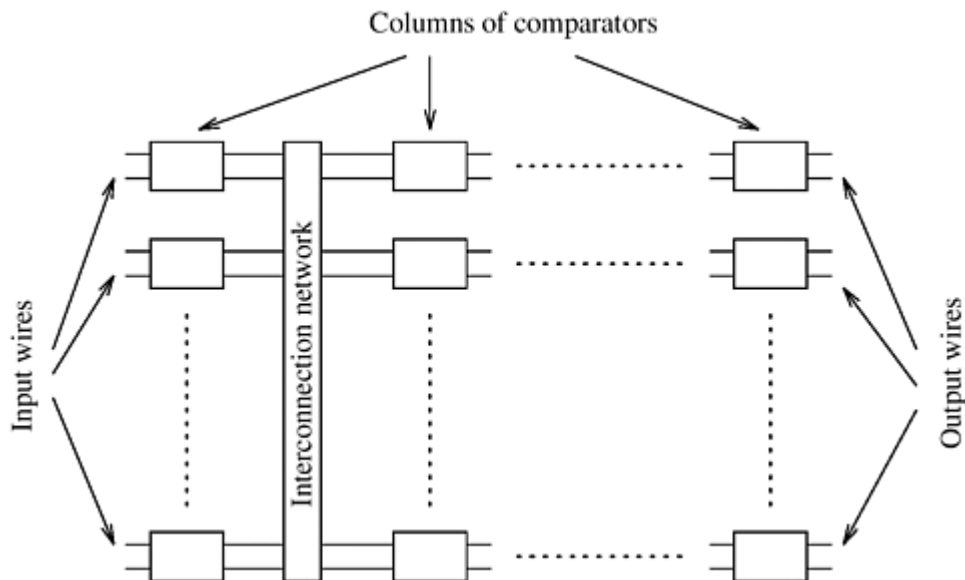 Columns of comparators
Input wires
Interconnection network
Output wires